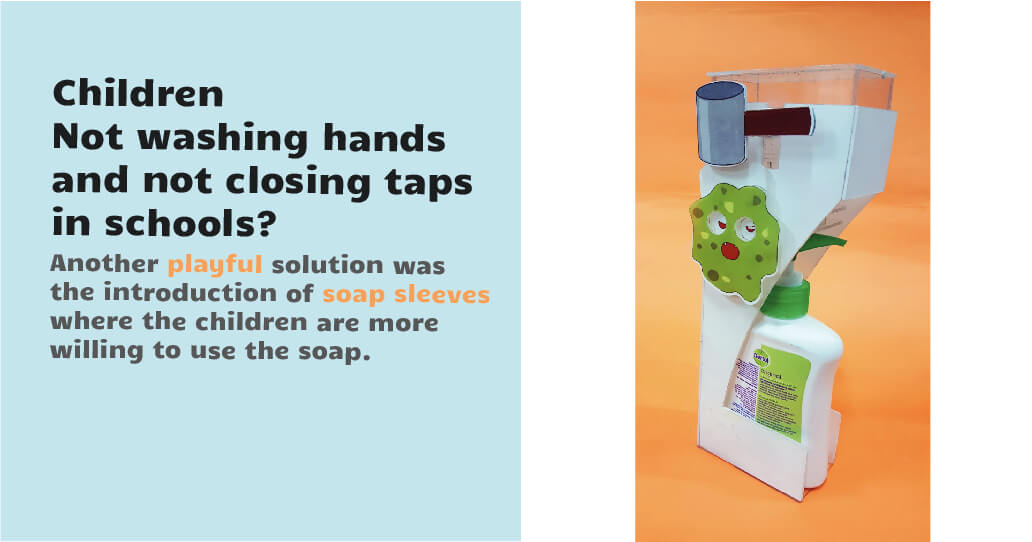 Children
Not washing hands
and not closing taps
in schools?
Another playful solution was
the introduction of soap sleeves
where the children are more
willing to use the soap.